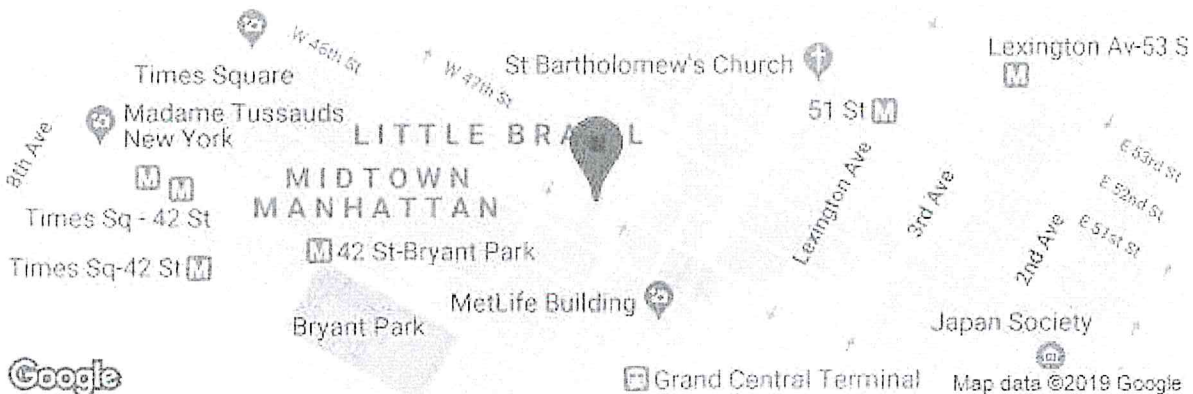 W 46th St
Lexington Av-53 S
Times Square
W 47th St
St Bartholomew's Church
Madame Tussauds
New York
51 St
LITTLE BRA L
8th Ave
MIDTOWN
MANHATTAN
E 53rd St
E 52nd St
E 51st St
Lexington Ave
3rd Ave
2nd Ave
Times Sq - 42 St
42 St-Bryant Park
Times Sq-42 St
MetLife Building
Bryant Park
Japan Society
Google
Grand Central Terminal
Map data ©2019 Google